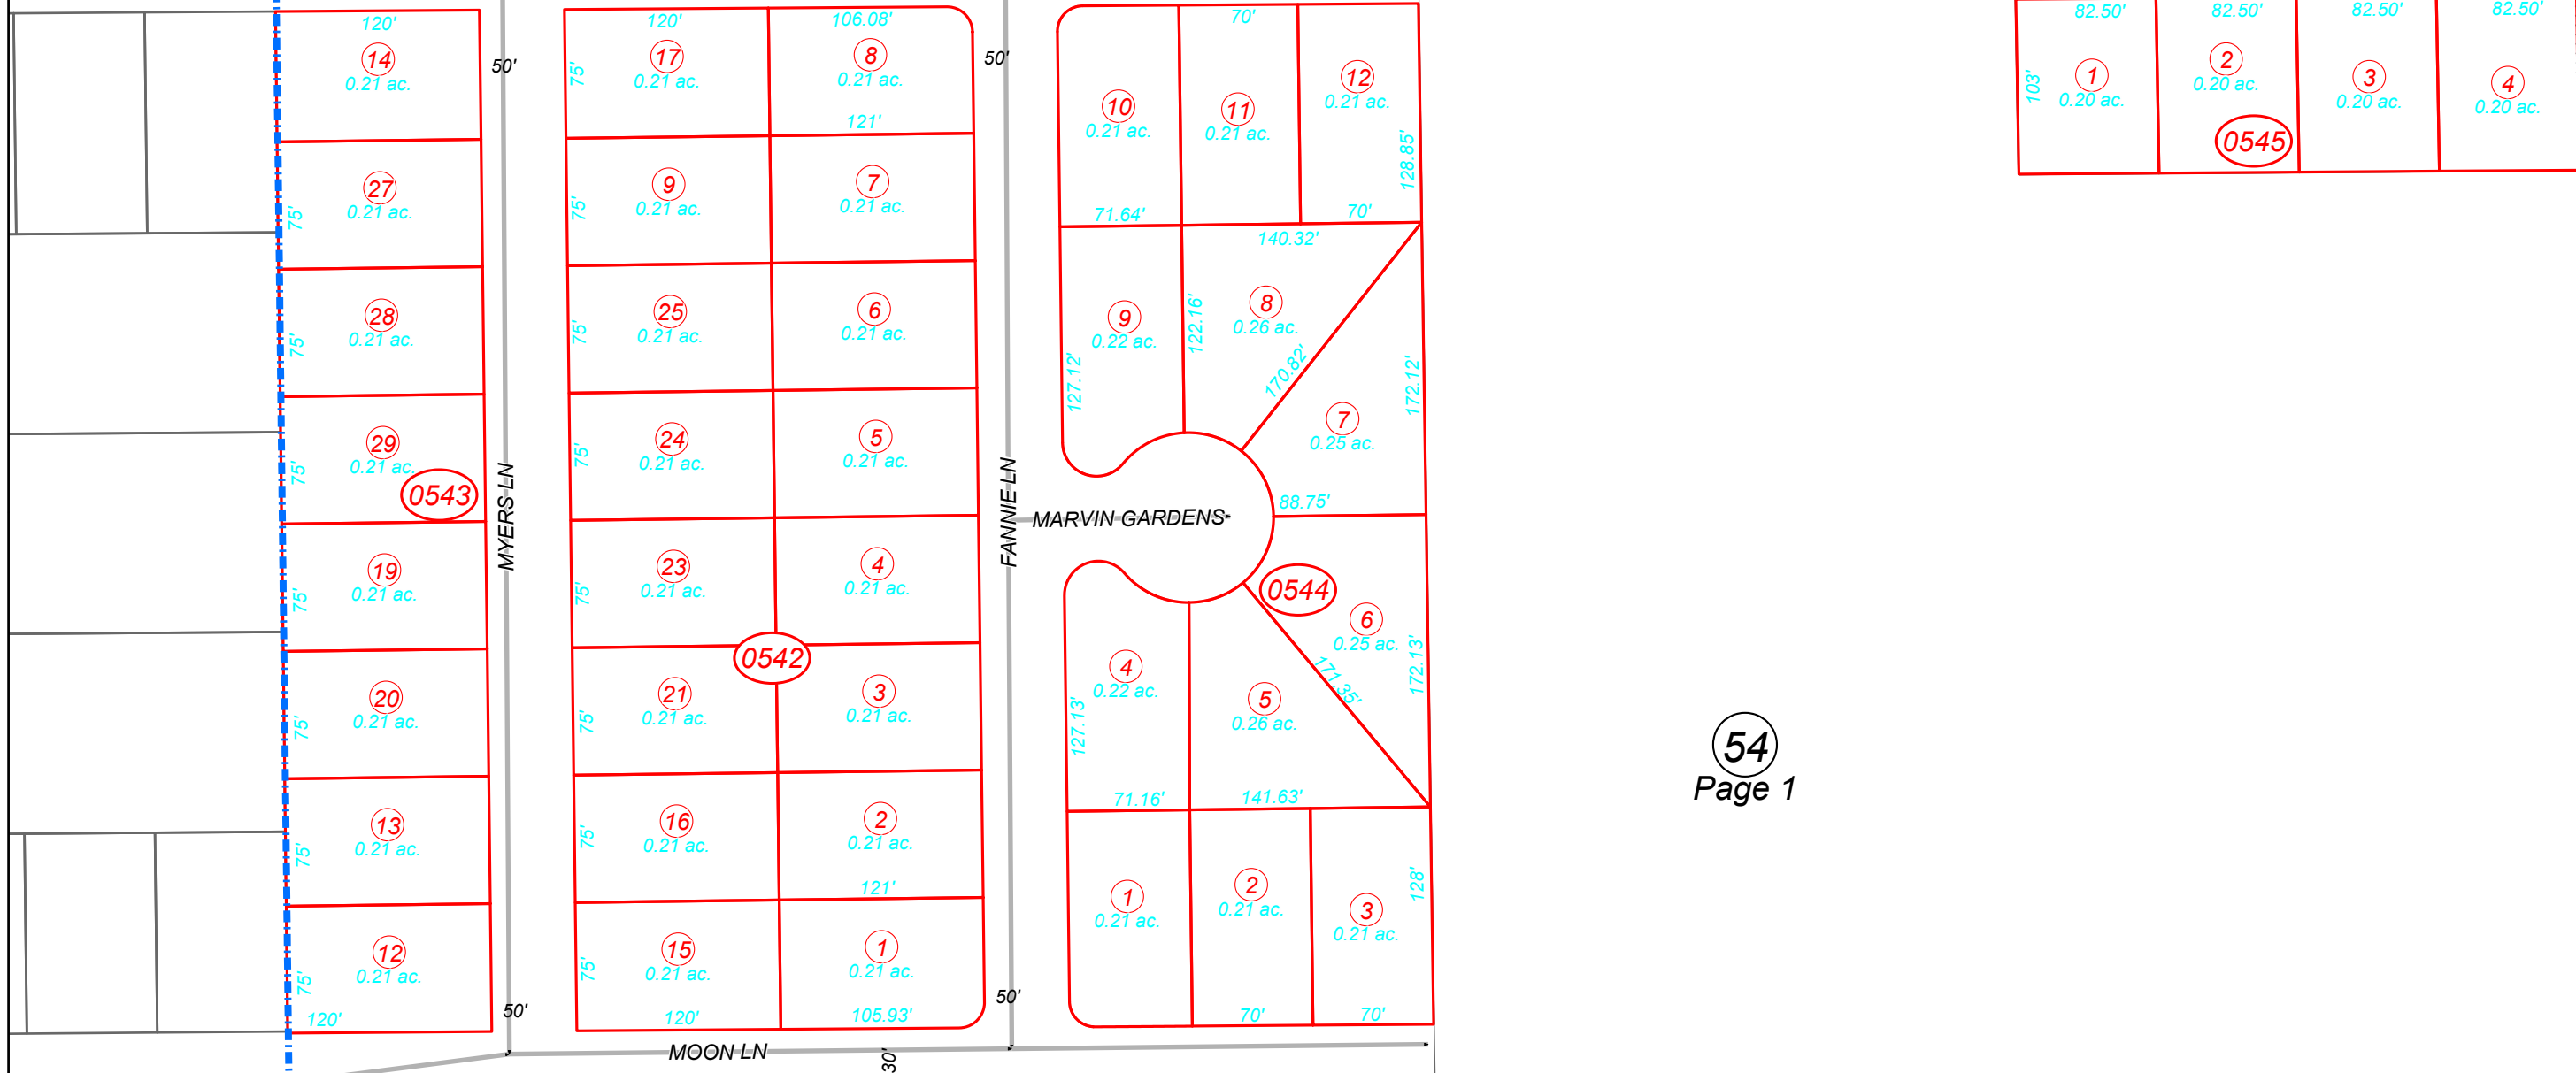 120'
14
0.21 ac.
27
0.21 ac.
75'
28
0.21 ac.
75'
29
0.21 ac.
75'
0543
19
0.21 ac.
75'
20
0.21 ac.
75'
13
0.21 ac.
75'
12
0.21 ac.
75'
120'
50'
MYERS LN
50'
120'
17
0.21 ac.
75'
9
0.21 ac.
75'
25
0.21 ac.
75'
24
0.21 ac.
75'
23
0.21 ac.
75'
21
0.21 ac.
75'
16
0.21 ac.
75'
15
0.21 ac.
75'
120'
0542
106.08'
8
0.21 ac.
121'
7
0.21 ac.
6
0.21 ac.
5
0.21 ac.
4
0.21 ac.
3
0.21 ac.
2
0.21 ac.
121'
1
0.21 ac.
105.93'
50'
FANNIE LN
50'
MOON LN
30'
MARVIN GARDENS
10
0.21 ac.
71.64'
70'
11
0.21 ac.
12
0.21 ac.
128.85'
70'
140.32'
9
0.22 ac.
127.12'
122.16'
8
0.26 ac.
170.82'
7
0.25 ac.
172.12'
88.75'
0544
6
0.25 ac.
172.13'
171.35'
4
0.22 ac.
127.13'
71.16'
5
0.26 ac.
141.63'
1
0.21 ac.
2
0.21 ac.
70'
3
0.21 ac.
128'
70'
82.50'
1
0.20 ac.
103'
82.50'
2
0.20 ac.
0545
82.50'
3
0.20 ac.
82.50'
4
0.20 ac.
54
Page 1